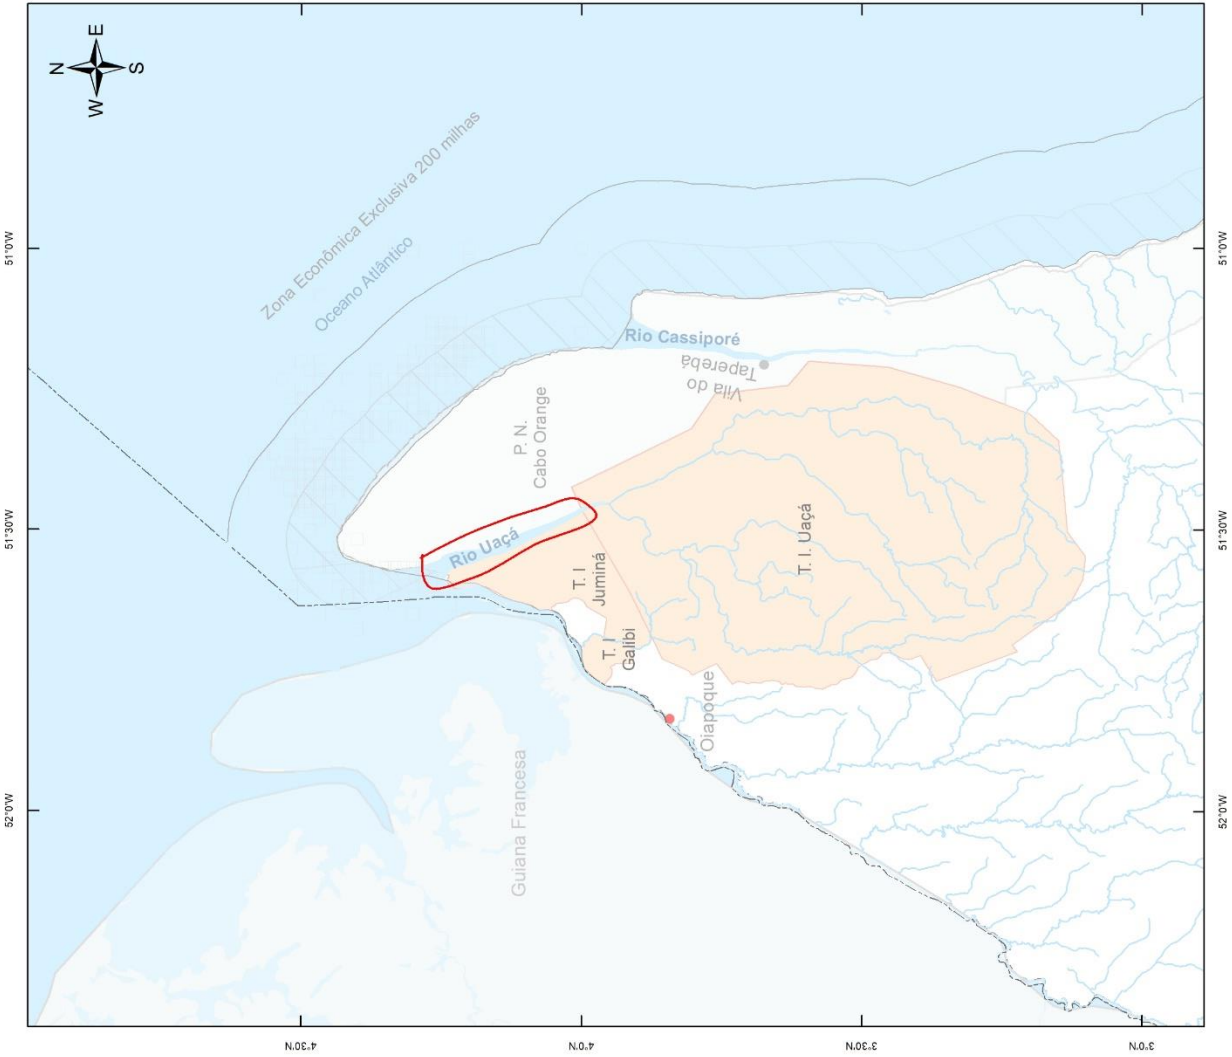 51°0'W
51°30'W
52°0'W
N
W
E
S
Zona Econômica Exclusiva 200 milhas
Oceano Atlântico
4°30'N
P. N.
Cabo Orange
Rio Uaçá
Rio Cassiporé
Vila do
Taperebá
T. I
Juminá
T. I
Galibi
T. I. Uaçá
Oiapoque
Guiana Francesa
4°0'N
3°30'N
3°0'N
51°0'W
51°30'W
52°0'W